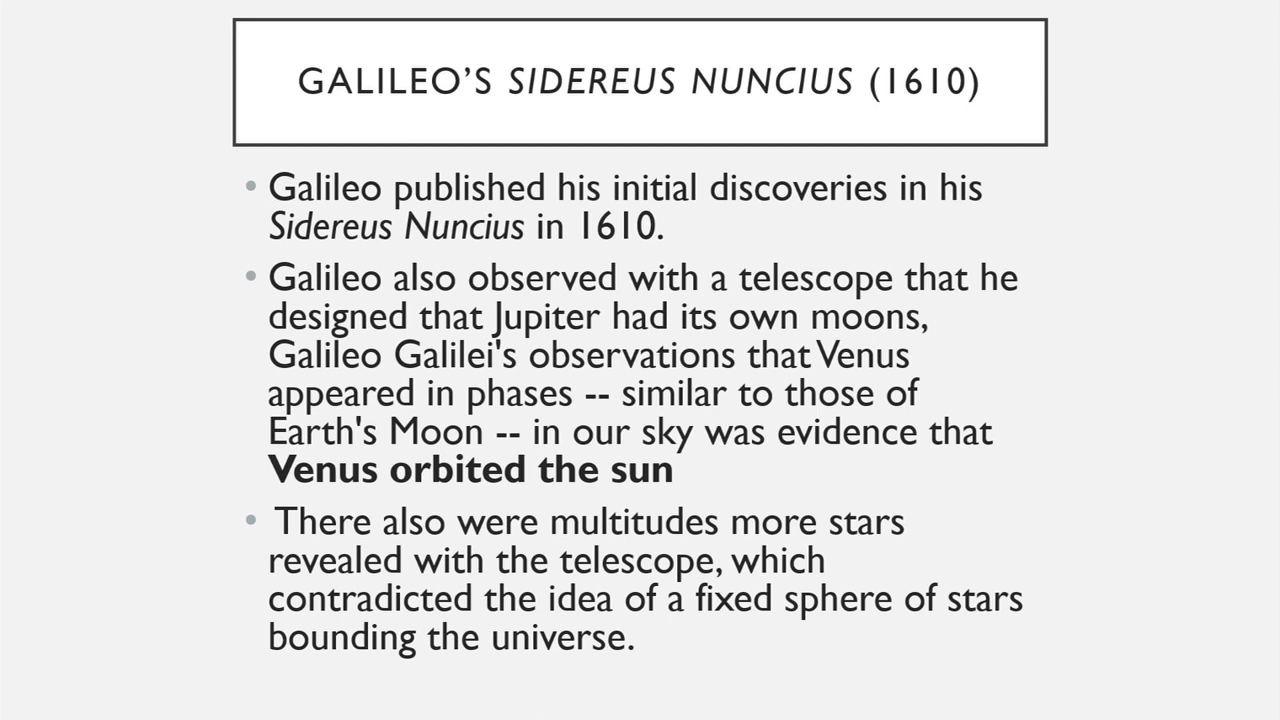 GALILEO’S SIDEREUS NUNCIUS (1610)
• Galileo published his initial discoveries in his
Sidereus Nuncius in 1610.
• Galileo also observed with a telescope that he
designed that Jupiter had its own moons,
Galileo Galilei's observations that Venus
appeared in phases -- similar to those of
Earth's Moon -- in our sky was evidence that
Venus orbited the sun
• There also were multitudes more stars
revealed with the telescope, which
contradicted the idea of a fixed sphere of stars
bounding the universe.